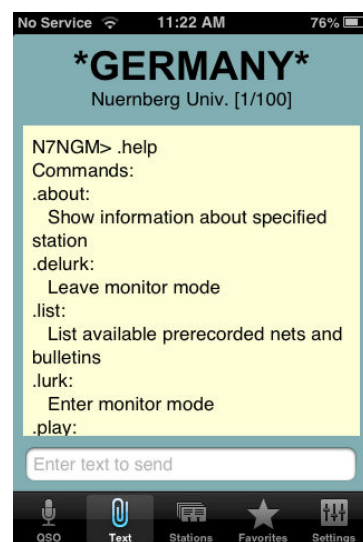 No Service 11:22 AM 76%
*GERMANY*
Nuernberg Univ. [1/100]
N7NGM> .help
Commands:
.about:
Show information about specified
station
.delurk:
Leave monitor mode
.list:
List available prerecorded nets and
bulletins
.lurk:
Enter monitor mode
.play:
Enter text to send
QSO Text Stations Favorites Settings